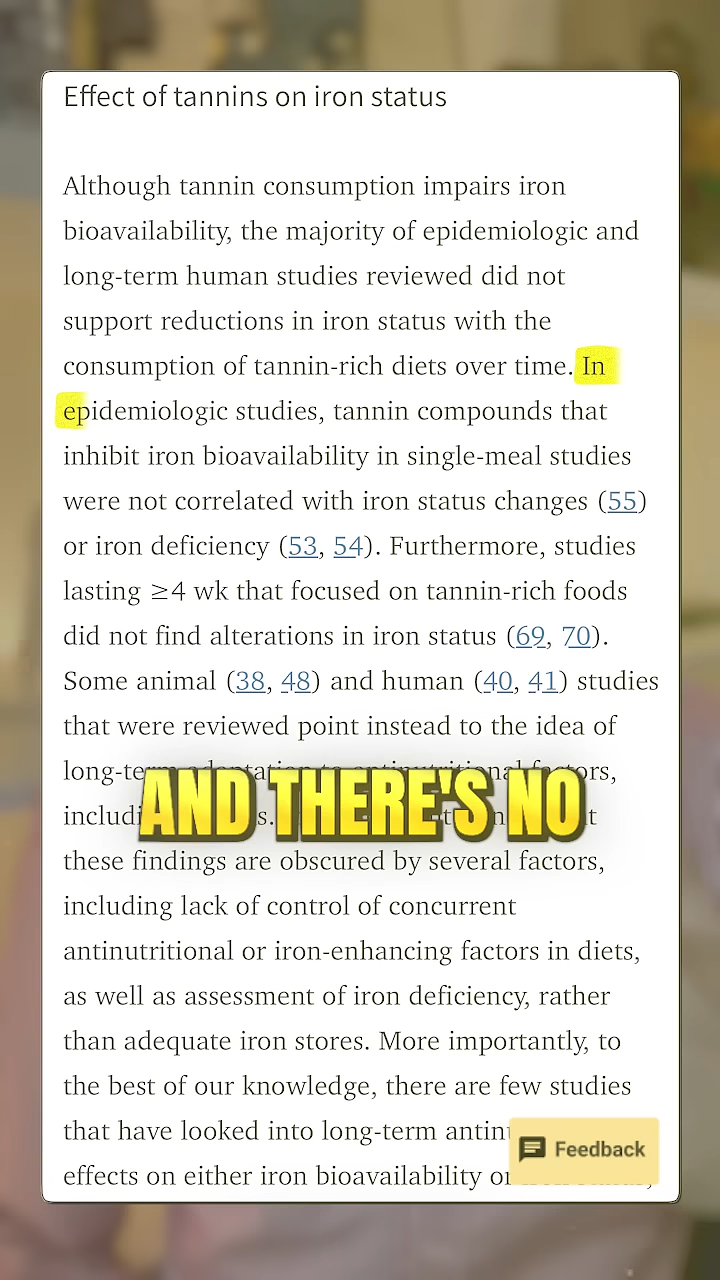 Effect of tannins on iron status
Although tannin consumption impairs iron
bioavailability, the majority of epidemiologic and
long-term human studies reviewed did not
support reductions in iron status with the
consumption of tannin-rich diets over time. In
epidemiologic studies, tannin compounds that
inhibit iron bioavailability in single-meal studies
were not correlated with iron status changes (55)
or iron deficiency (53, 54). Furthermore, studies
lasting ≥4 wk that focused on tannin-rich foods
did not find alterations in iron status (69, 70).
Some animal (38, 48) and human (40, 41) studies
that were reviewed point instead to the idea of
long-term adaptation to antinutritional factors,
AND THERE'S NO
these findings are obscured by several factors,
including lack of control of concurrent
antinutritional or iron-enhancing factors in diets,
as well as assessment of iron deficiency, rather
than adequate iron stores. More importantly, to
the best of our knowledge, there are few studies
that have looked into long-term
Feedback
effects on either iron bioavailability or